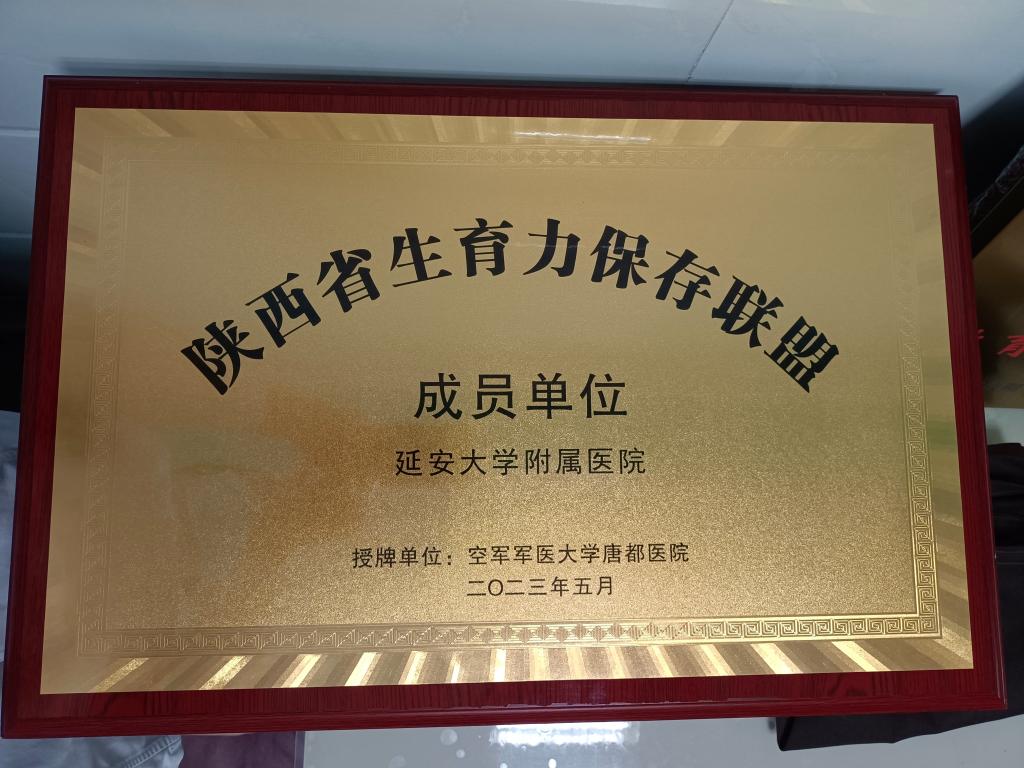 陕西省生育力保存联盟
成员单位
延安大学附属医院
授牌单位：空军军医大学唐都医院
二〇二三年五月